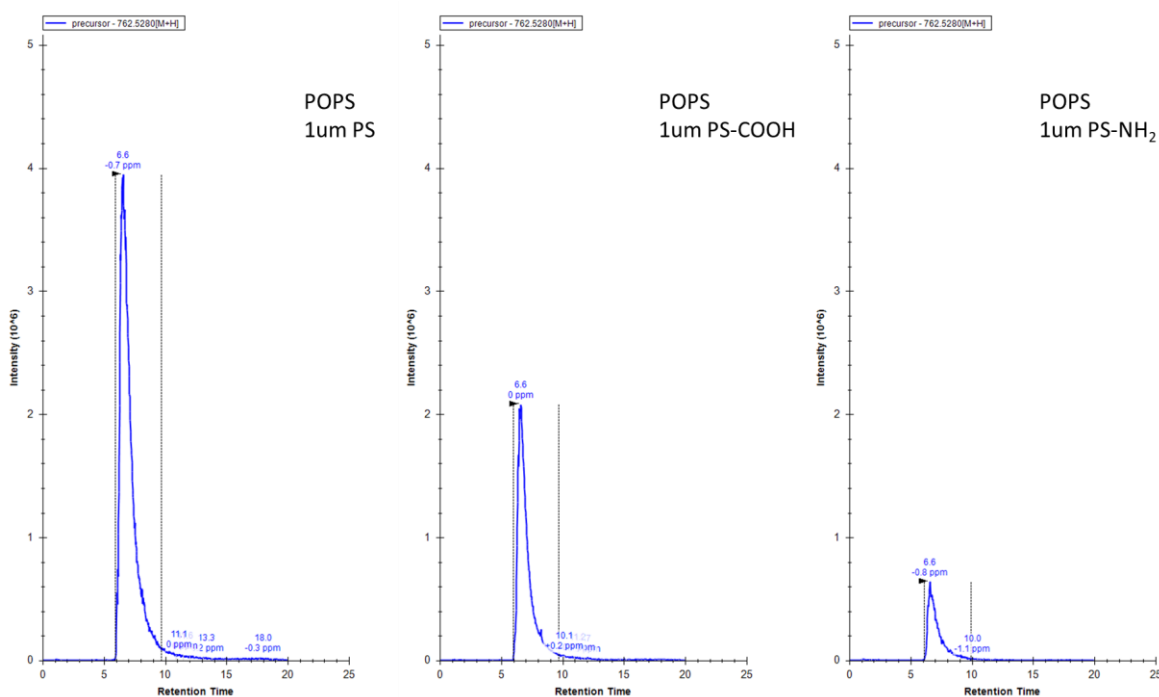 precursor - 762.5280[M+H]
5
4
3
2
1
0
Intensity (10^6)
POPS
1um PS
6.6
-0.7 ppm
11.1
0 ppm
13.3
2 ppm
18.0
-0.3 ppm
0
5
10
15
20
25
Retention Time
precursor - 762.5280[M+H]
5
4
3
2
1
0
Intensity (10^6)
POPS
1um PS-COOH
6.6
0 ppm
10.1
+0.2 ppm
0
5
10
15
20
25
Retention Time
precursor - 762.5280[M+H]
5
4
3
2
1
0
Intensity (10^6)
POPS
1um PS-NH₂
6.6
-0.8 ppm
10.0
-1.1 ppm
0
5
10
15
20
25
Retention Time